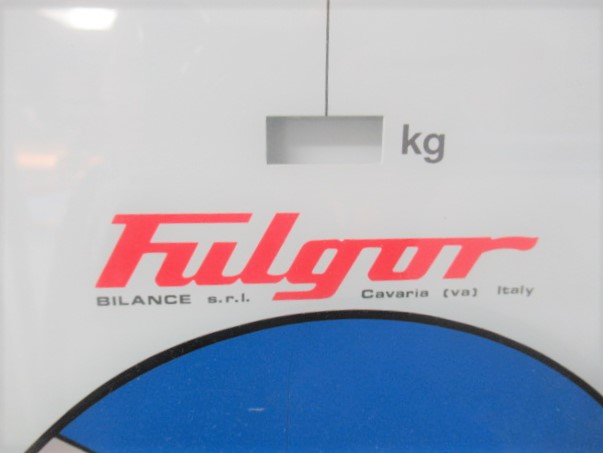 kg
Fulgor
BILANCE s.r.l. Cavaria (va) Italy